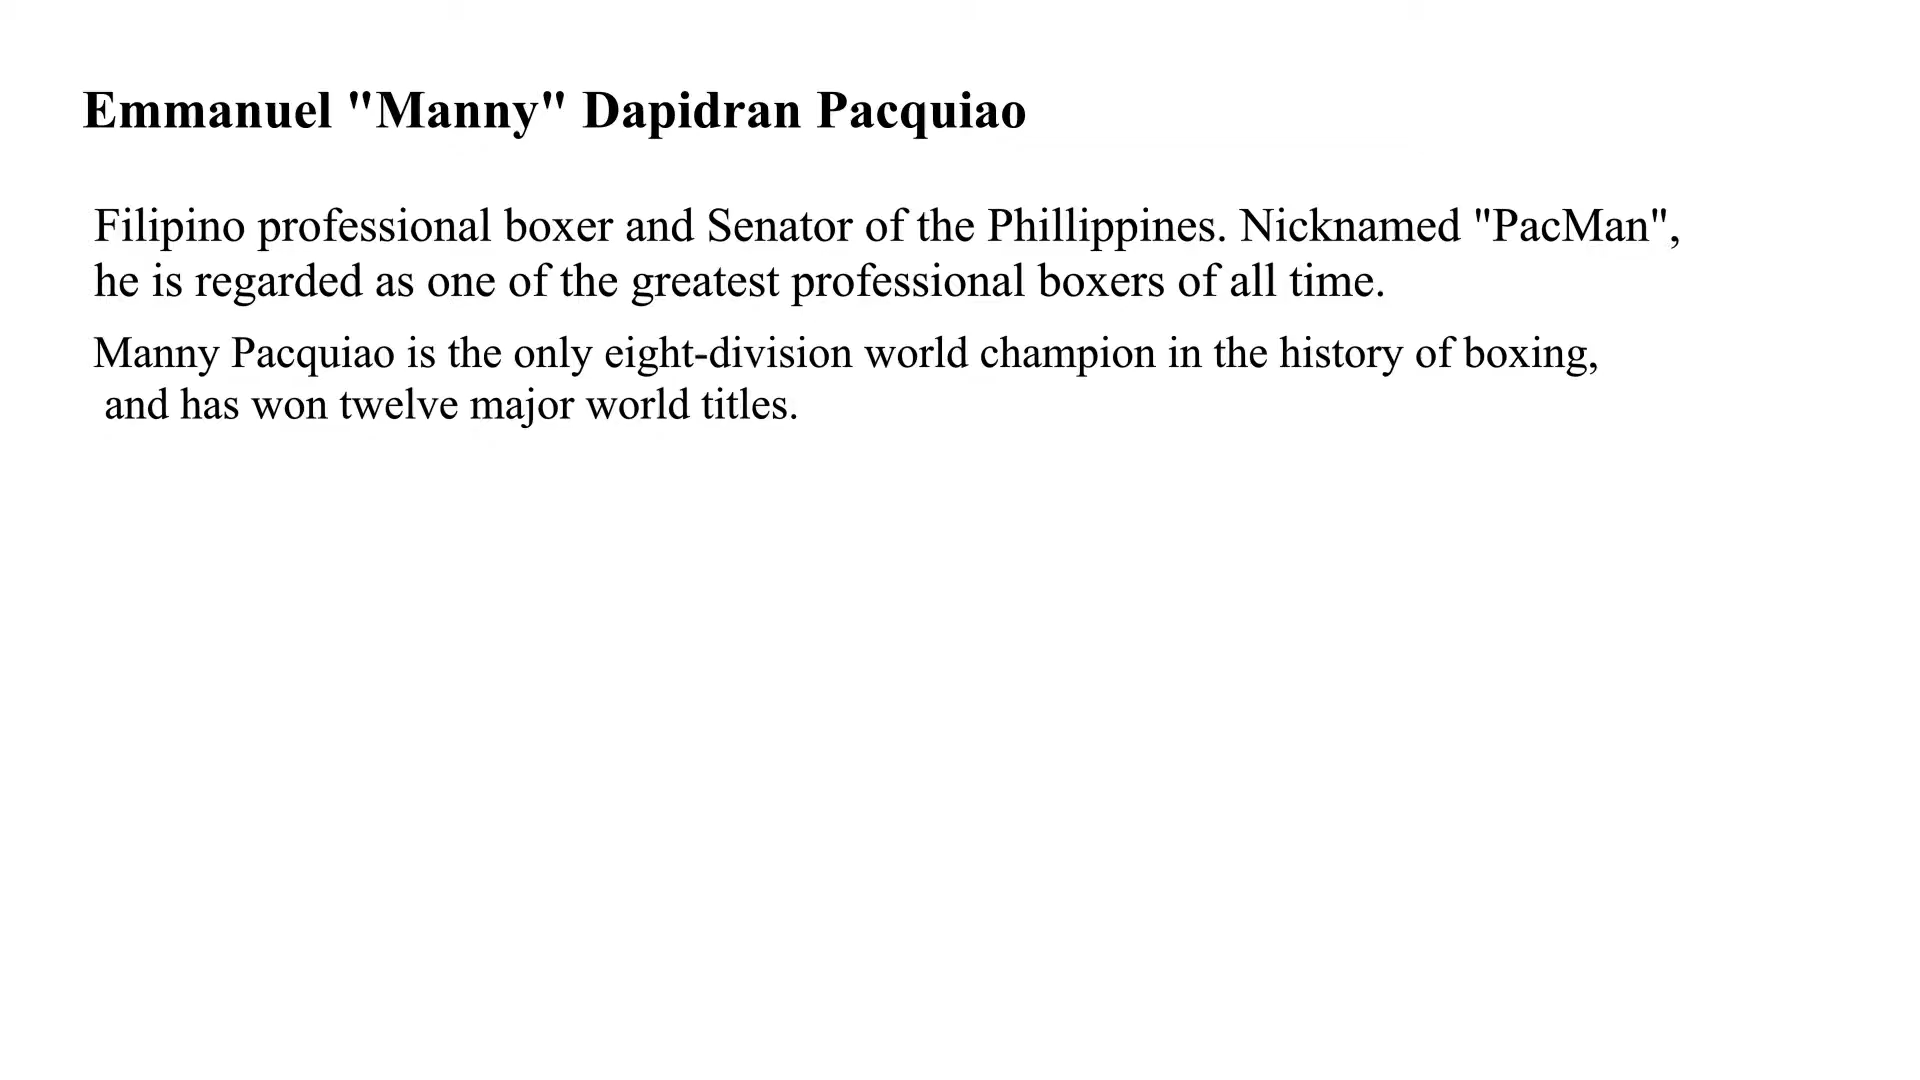 Emmanuel "Manny" Dapidran Pacquiao
Filipino professional boxer and Senator of the Phillippines. Nicknamed "PacMan",
he is regarded as one of the greatest professional boxers of all time.
Manny Pacquiao is the only eight-division world champion in the history of boxing,
and has won twelve major world titles.